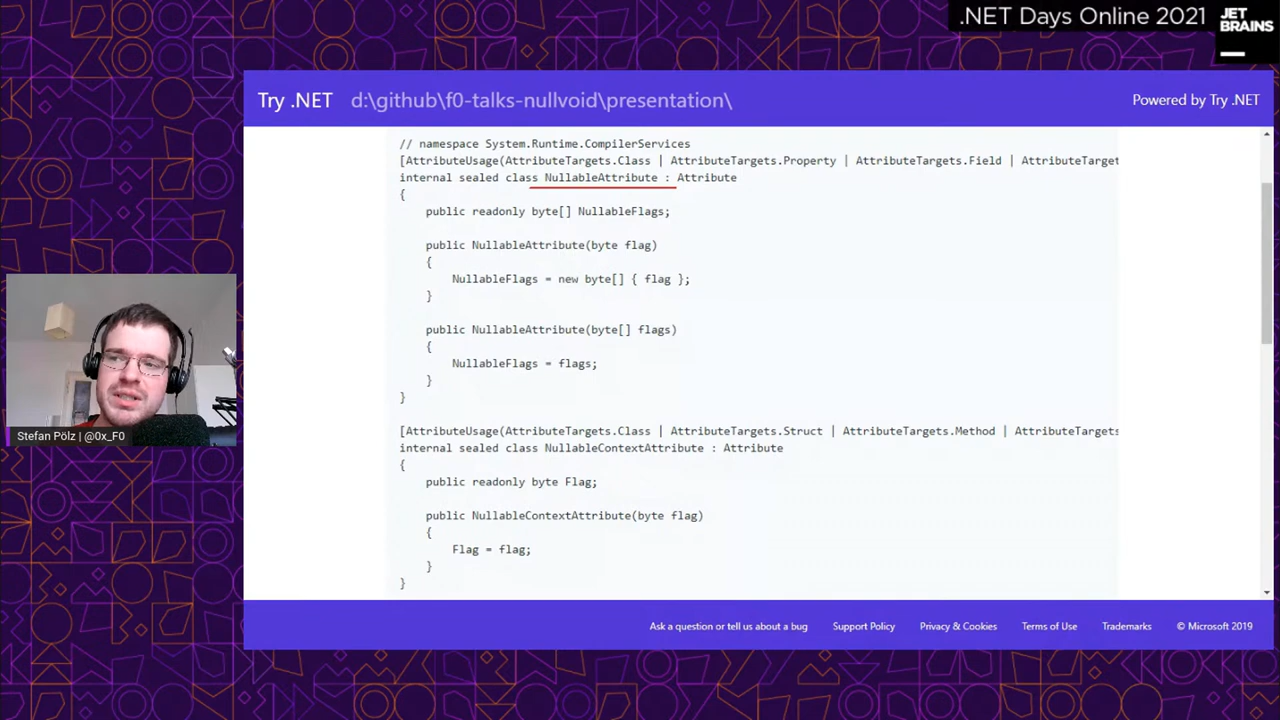 .NET Days Online 2021
JET
BRAINS
Try .NET d:\github\f0-talks-nullvoid\presentation\
Powered by Try .NET
// namespace System.Runtime.CompilerServices
[AttributeUsage(AttributeTargets.Class | AttributeTargets.Property | AttributeTargets.Field | AttributeTarget
internal sealed class NullableAttribute : Attribute
{
public readonly byte[] NullableFlags;
public NullableAttribute(byte flag)
{
NullableFlags = new byte[] { flag };
}
public NullableAttribute(byte[] flags)
{
NullableFlags = flags;
}
}
[AttributeUsage(AttributeTargets.Class | AttributeTargets.Struct | AttributeTargets.Method | AttributeTargets
internal sealed class NullableContextAttribute : Attribute
{
public readonly byte Flag;
public NullableContextAttribute(byte flag)
{
Flag = flag;
}
}
Stefan Pölz | @0x_F0
Ask a question or tell us about a bug Support Policy Privacy & Cookies Terms of Use Trademarks © Microsoft 2019